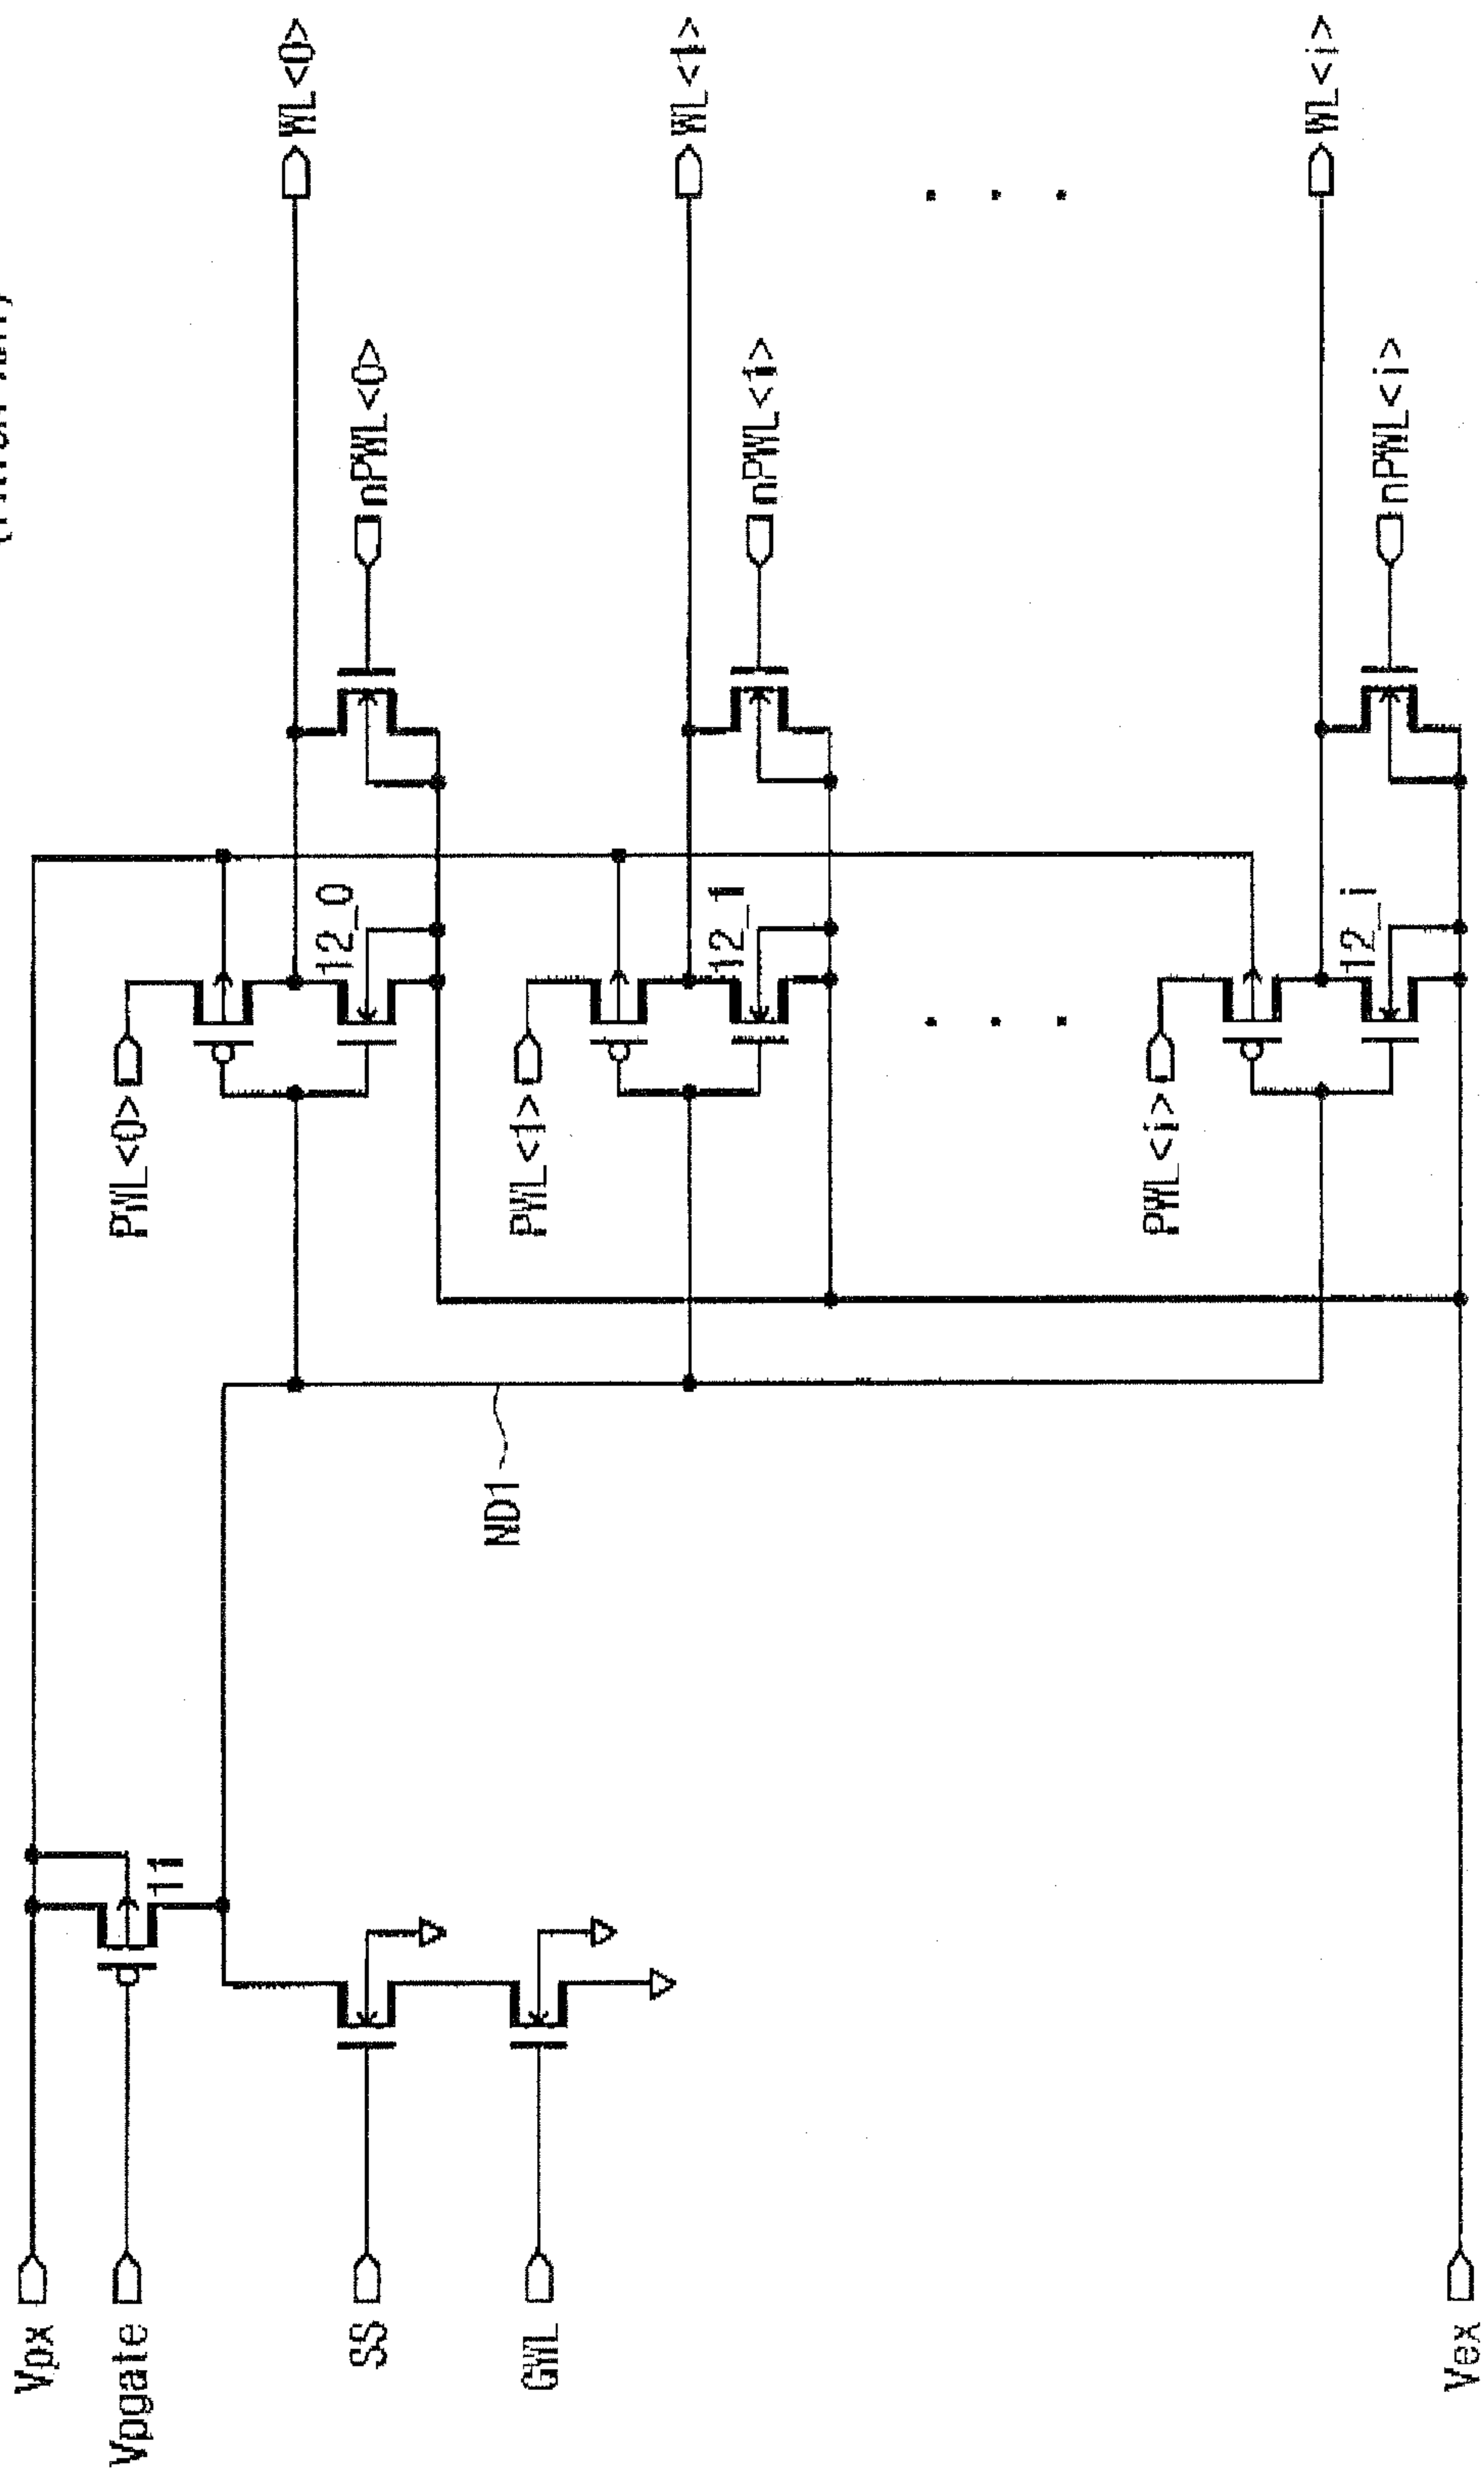 Vpx
Vpgate
SS
GWL
Vex
11
ND1
PWL<0>
12_0
nPWL<0>
WL<0>
PWL<1>
12_1
nPWL<1>
WL<1>
PWL<i>
12_i
nPWL<i>
WL<i>